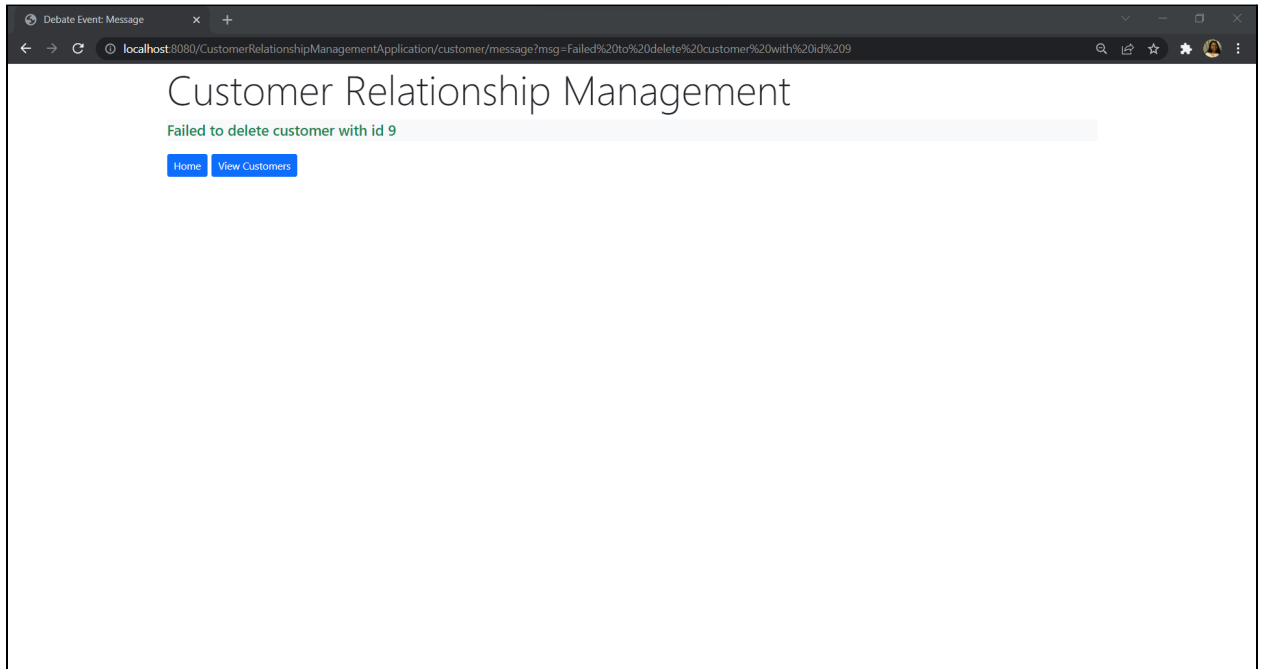 Debate Event: Message
localhost:8080/CustomerRelationshipManagementApplication/customer/message?msg=Failed%20to%20delete%20customer%20with%20id%209
Customer Relationship Management
Failed to delete customer with id 9
Home View Customers